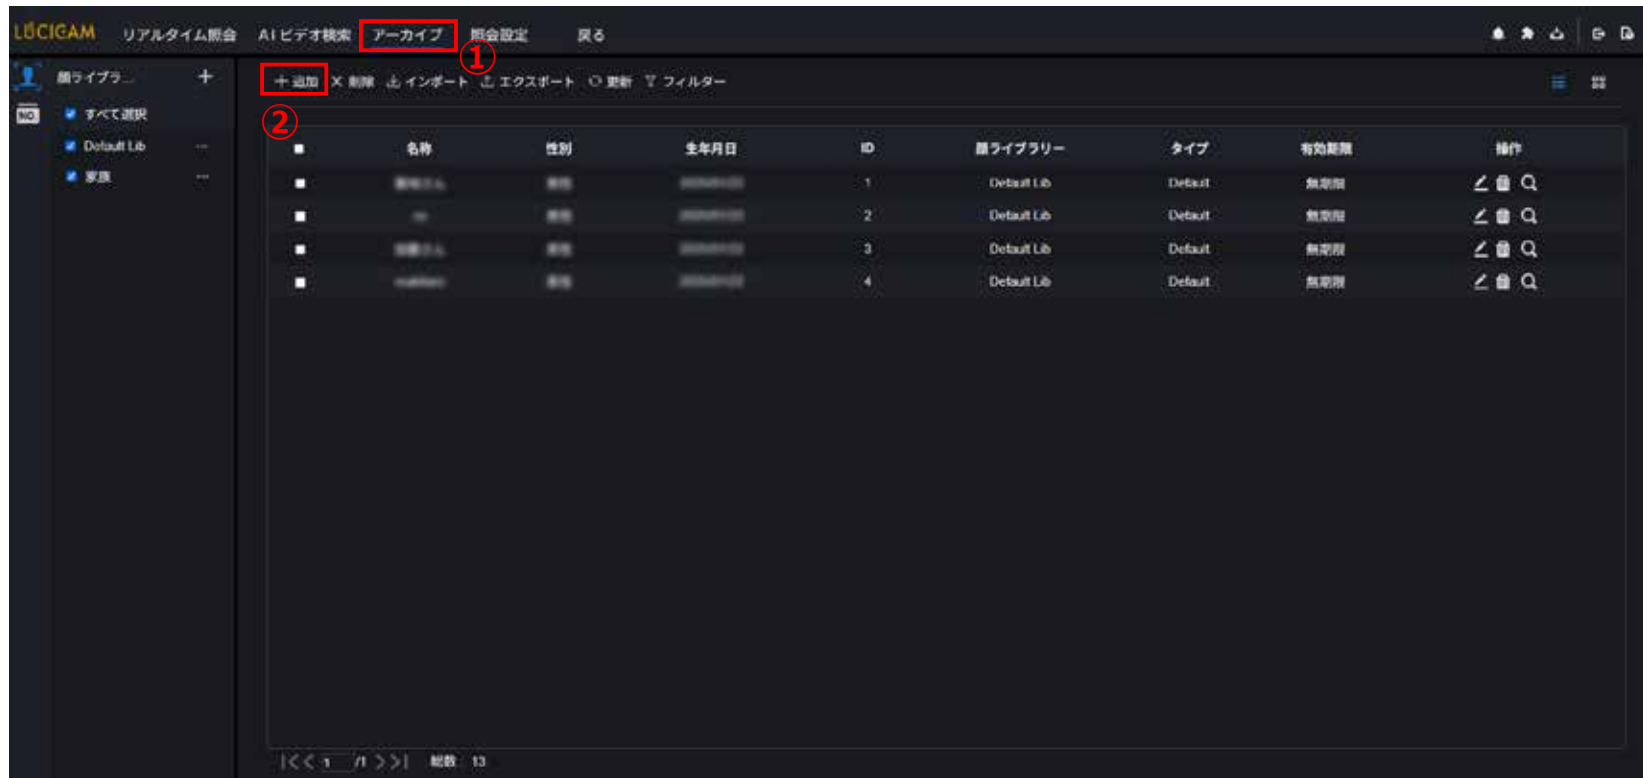 LUCICAM リアルタイム照会 AIビデオ検索 アーカイブ 照会設定 戻る
①
顔ライブラ... +
＋追加 × 削除 インポート エクスポート 更新 フィルター
②
NO.
すべて選択
Default Lib ...
家族 ...
名称 性別 生年月日 ID 顔ライブラリー タイプ 有効期限 操作
1 Default Lib Default 無期限
2 Default Lib Default 無期限
3 Default Lib Default 無期限
4 Default Lib Default 無期限
|<< 1 /1 >>| 総数 13